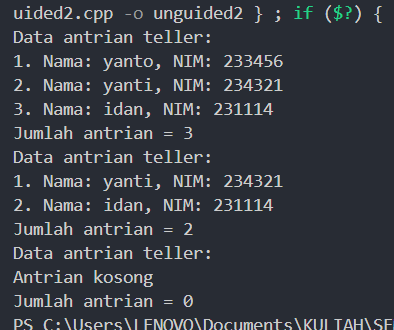 uided2.cpp -o unguided2 } ; if ($?) {
Data antrian teller:
1. Nama: yanto, NIM: 233456
2. Nama: yanti, NIM: 234321
3. Nama: idan, NIM: 231114
Jumlah antrian = 3
Data antrian teller:
1. Nama: yanti, NIM: 234321
2. Nama: idan, NIM: 231114
Jumlah antrian = 2
Data antrian teller:
Antrian kosong
Jumlah antrian = 0
PS C:\Users\LENOVO\Documents\KULIAH\SE